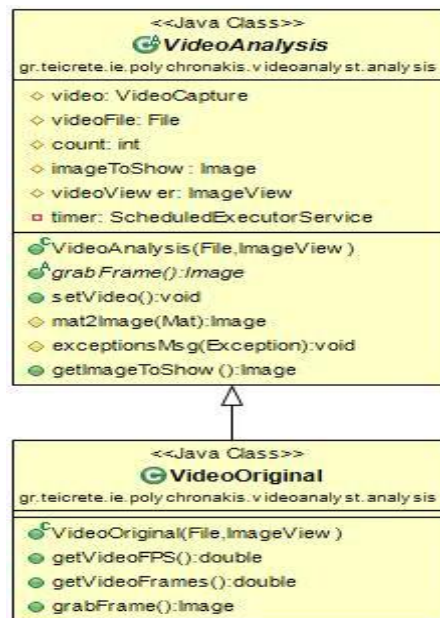 <<Java Class>>
VideoAnalysis
gr.teicrete.ie.polychronakis.videoanalyst.analysis
video: VideoCapture
videoFile: File
count: int
imageToShow: Image
videoViewer: ImageView
timer: ScheduledExecutorService
VideoAnalysis(File,ImageView)
grabFrame():Image
setVideo():void
mat2Image(Mat):Image
exceptionsMsg(Exception):void
getImageToShow():Image
<<Java Class>>
VideoOriginal
gr.teicrete.ie.polychronakis.videoanalyst.analysis
VideoOriginal(File,ImageView)
getVideoFPS():double
getVideoFrames():double
grabFrame():Image